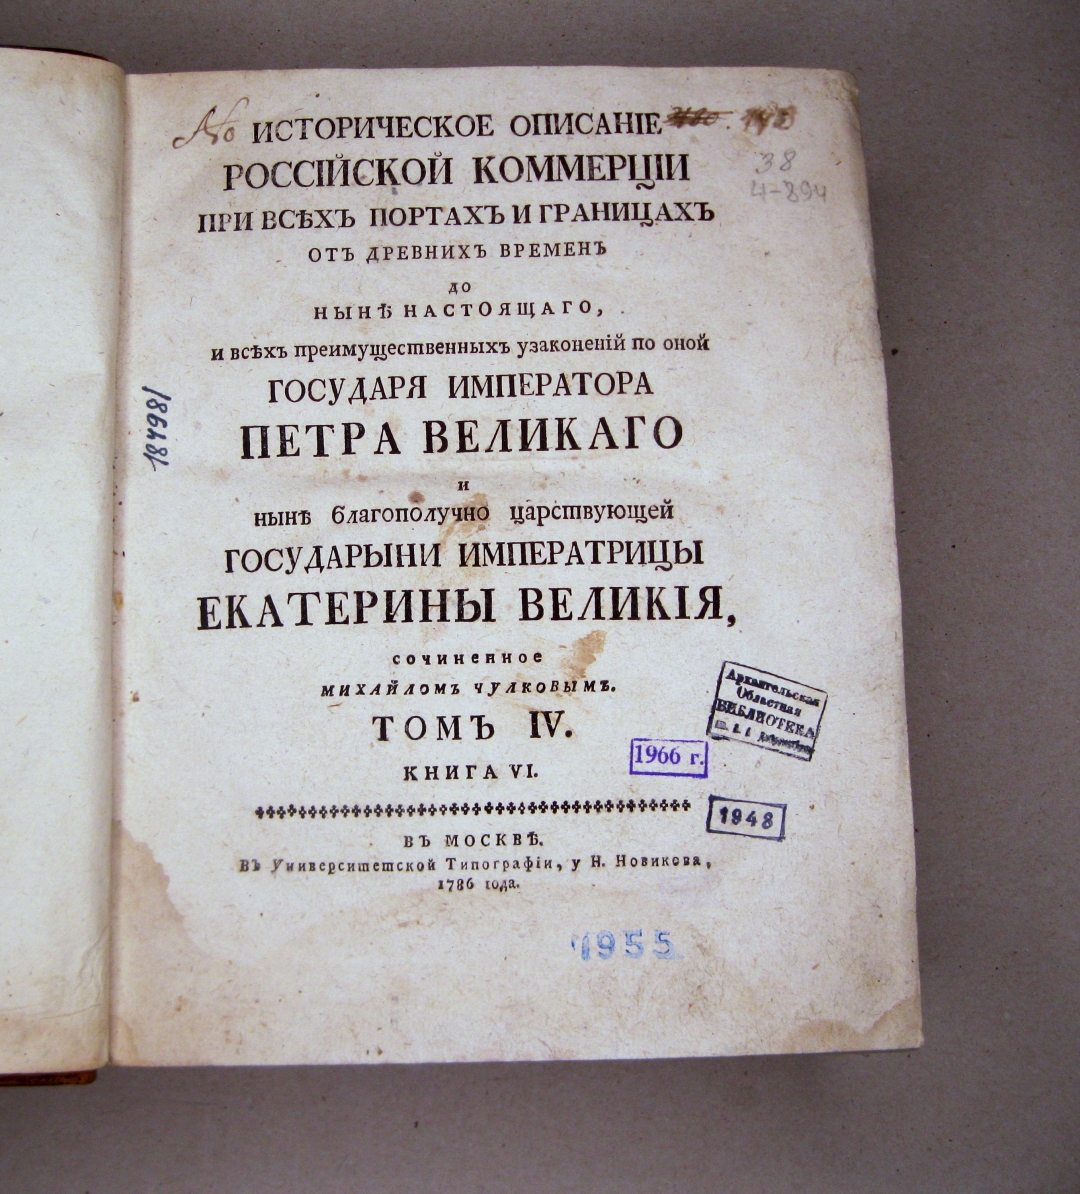 № ИСТОРИЧЕСКОЕ ОПИСАНІЕ
38
РОССІЙСКОЙ КОММЕРЦІИ
4-894
ПРИ ВСѢХЪ ПОРТАХЪ И ГРАНИЦАХЪ
ОТЪ ДРЕВНИХЪ ВРЕМЕНЪ
ДО
НЫНѢ НАСТОЯЩАГО,
и всѣхъ преимущественныхъ узаконеній по оной
ГОСУДАРЯ ИМПЕРАТОРА
ПЕТРА ВЕЛИКАГО
и
нынѣ благополучно царствующей
ГОСУДАРЫНИ ИМПЕРАТРИЦЫ
ЕКАТЕРИНЫ ВЕЛИКІЯ,
сочиненное
МИХАЙЛОМЪ ЧУЛКОВЫМЪ.
ТОМЪ IV.
КНИГА VI.
Архангельская
Областная
БИБЛИОТЕКА
1966 г.
1948
ВЪ МОСКВѢ.
Въ Университетской Типографіи, у Н. Новикова,
1786 года.
1955